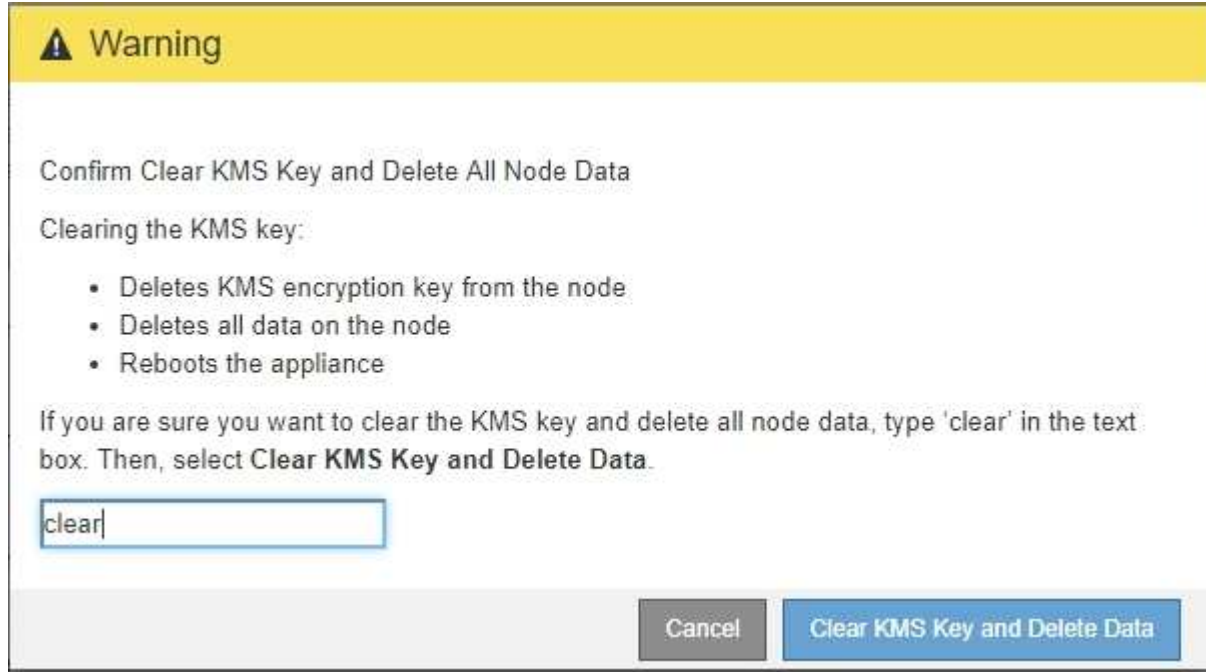 Warning
Confirm Clear KMS Key and Delete All Node Data
Clearing the KMS key:
• Deletes KMS encryption key from the node
• Deletes all data on the node
• Reboots the appliance
If you are sure you want to clear the KMS key and delete all node data, type ‘clear’ in the text
box. Then, select Clear KMS Key and Delete Data.
clear
Cancel Clear KMS Key and Delete Data